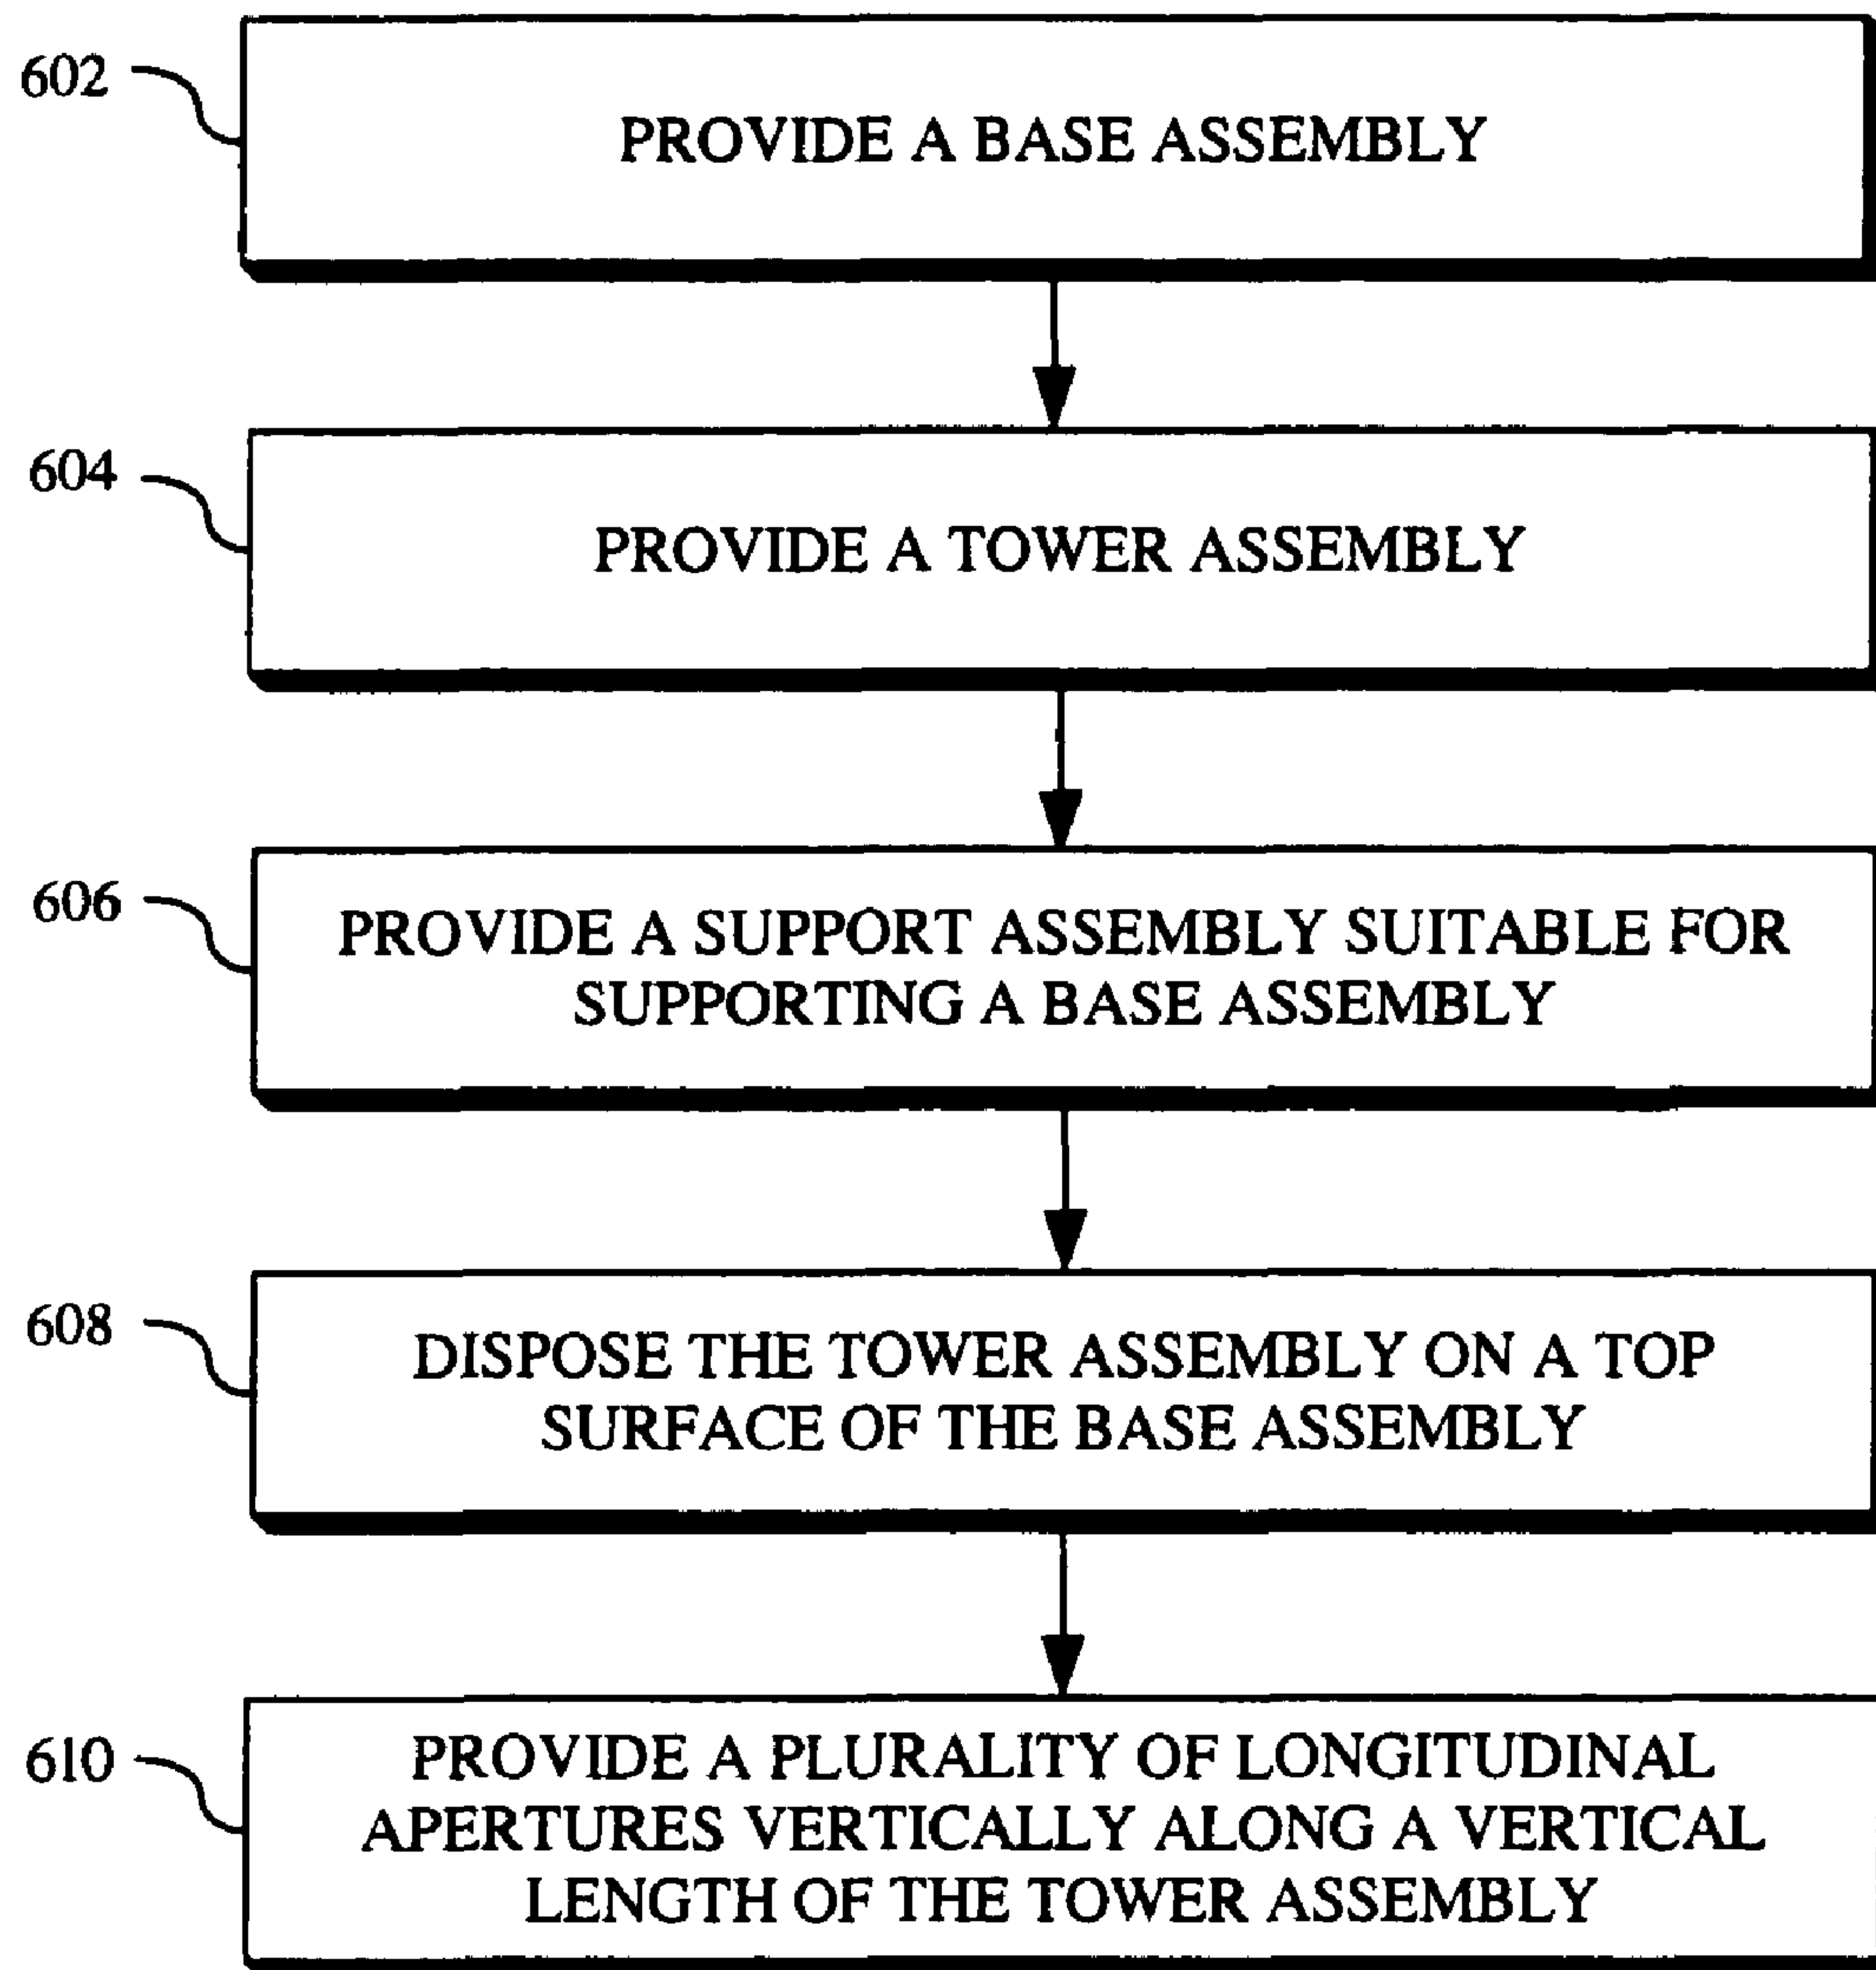 602
PROVIDE A BASE ASSEMBLY
604
PROVIDE A TOWER ASSEMBLY
606
PROVIDE A SUPPORT ASSEMBLY SUITABLE FOR
SUPPORTING A BASE ASSEMBLY
608
DISPOSE THE TOWER ASSEMBLY ON A TOP
SURFACE OF THE BASE ASSEMBLY
610
PROVIDE A PLURALITY OF LONGITUDINAL
APERTURES VERTICALLY ALONG A VERTICAL
LENGTH OF THE TOWER ASSEMBLY